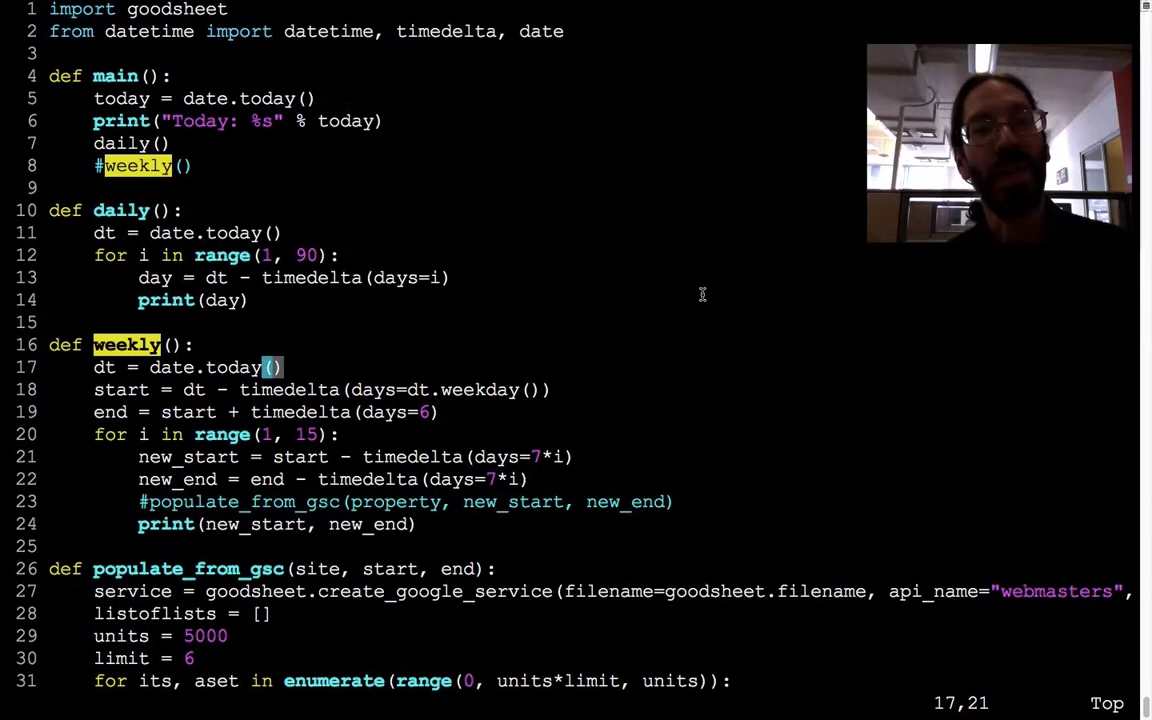 1 import goodsheet
2 from datetime import datetime, timedelta, date
3
4 def main():
5     today = date.today()
6     print("Today: %s" % today)
7     daily()
8     #weekly()
9
10 def daily():
11     dt = date.today()
12     for i in range(1, 90):
13         day = dt - timedelta(days=i)
14         print(day)
15
16 def weekly():
17     dt = date.today()
18     start = dt - timedelta(days=dt.weekday())
19     end = start + timedelta(days=6)
20     for i in range(1, 15):
21         new_start = start - timedelta(days=7*i)
22         new_end = end - timedelta(days=7*i)
23         #populate_from_gsc(property, new_start, new_end)
24         print(new_start, new_end)
25
26 def populate_from_gsc(site, start, end):
27     service = goodsheet.create_google_service(filename=goodsheet.filename, api_name="webmasters",
28     listoflists = []
29     units = 5000
30     limit = 6
31     for its, aset in enumerate(range(0, units*limit, units)):
17,21 Top